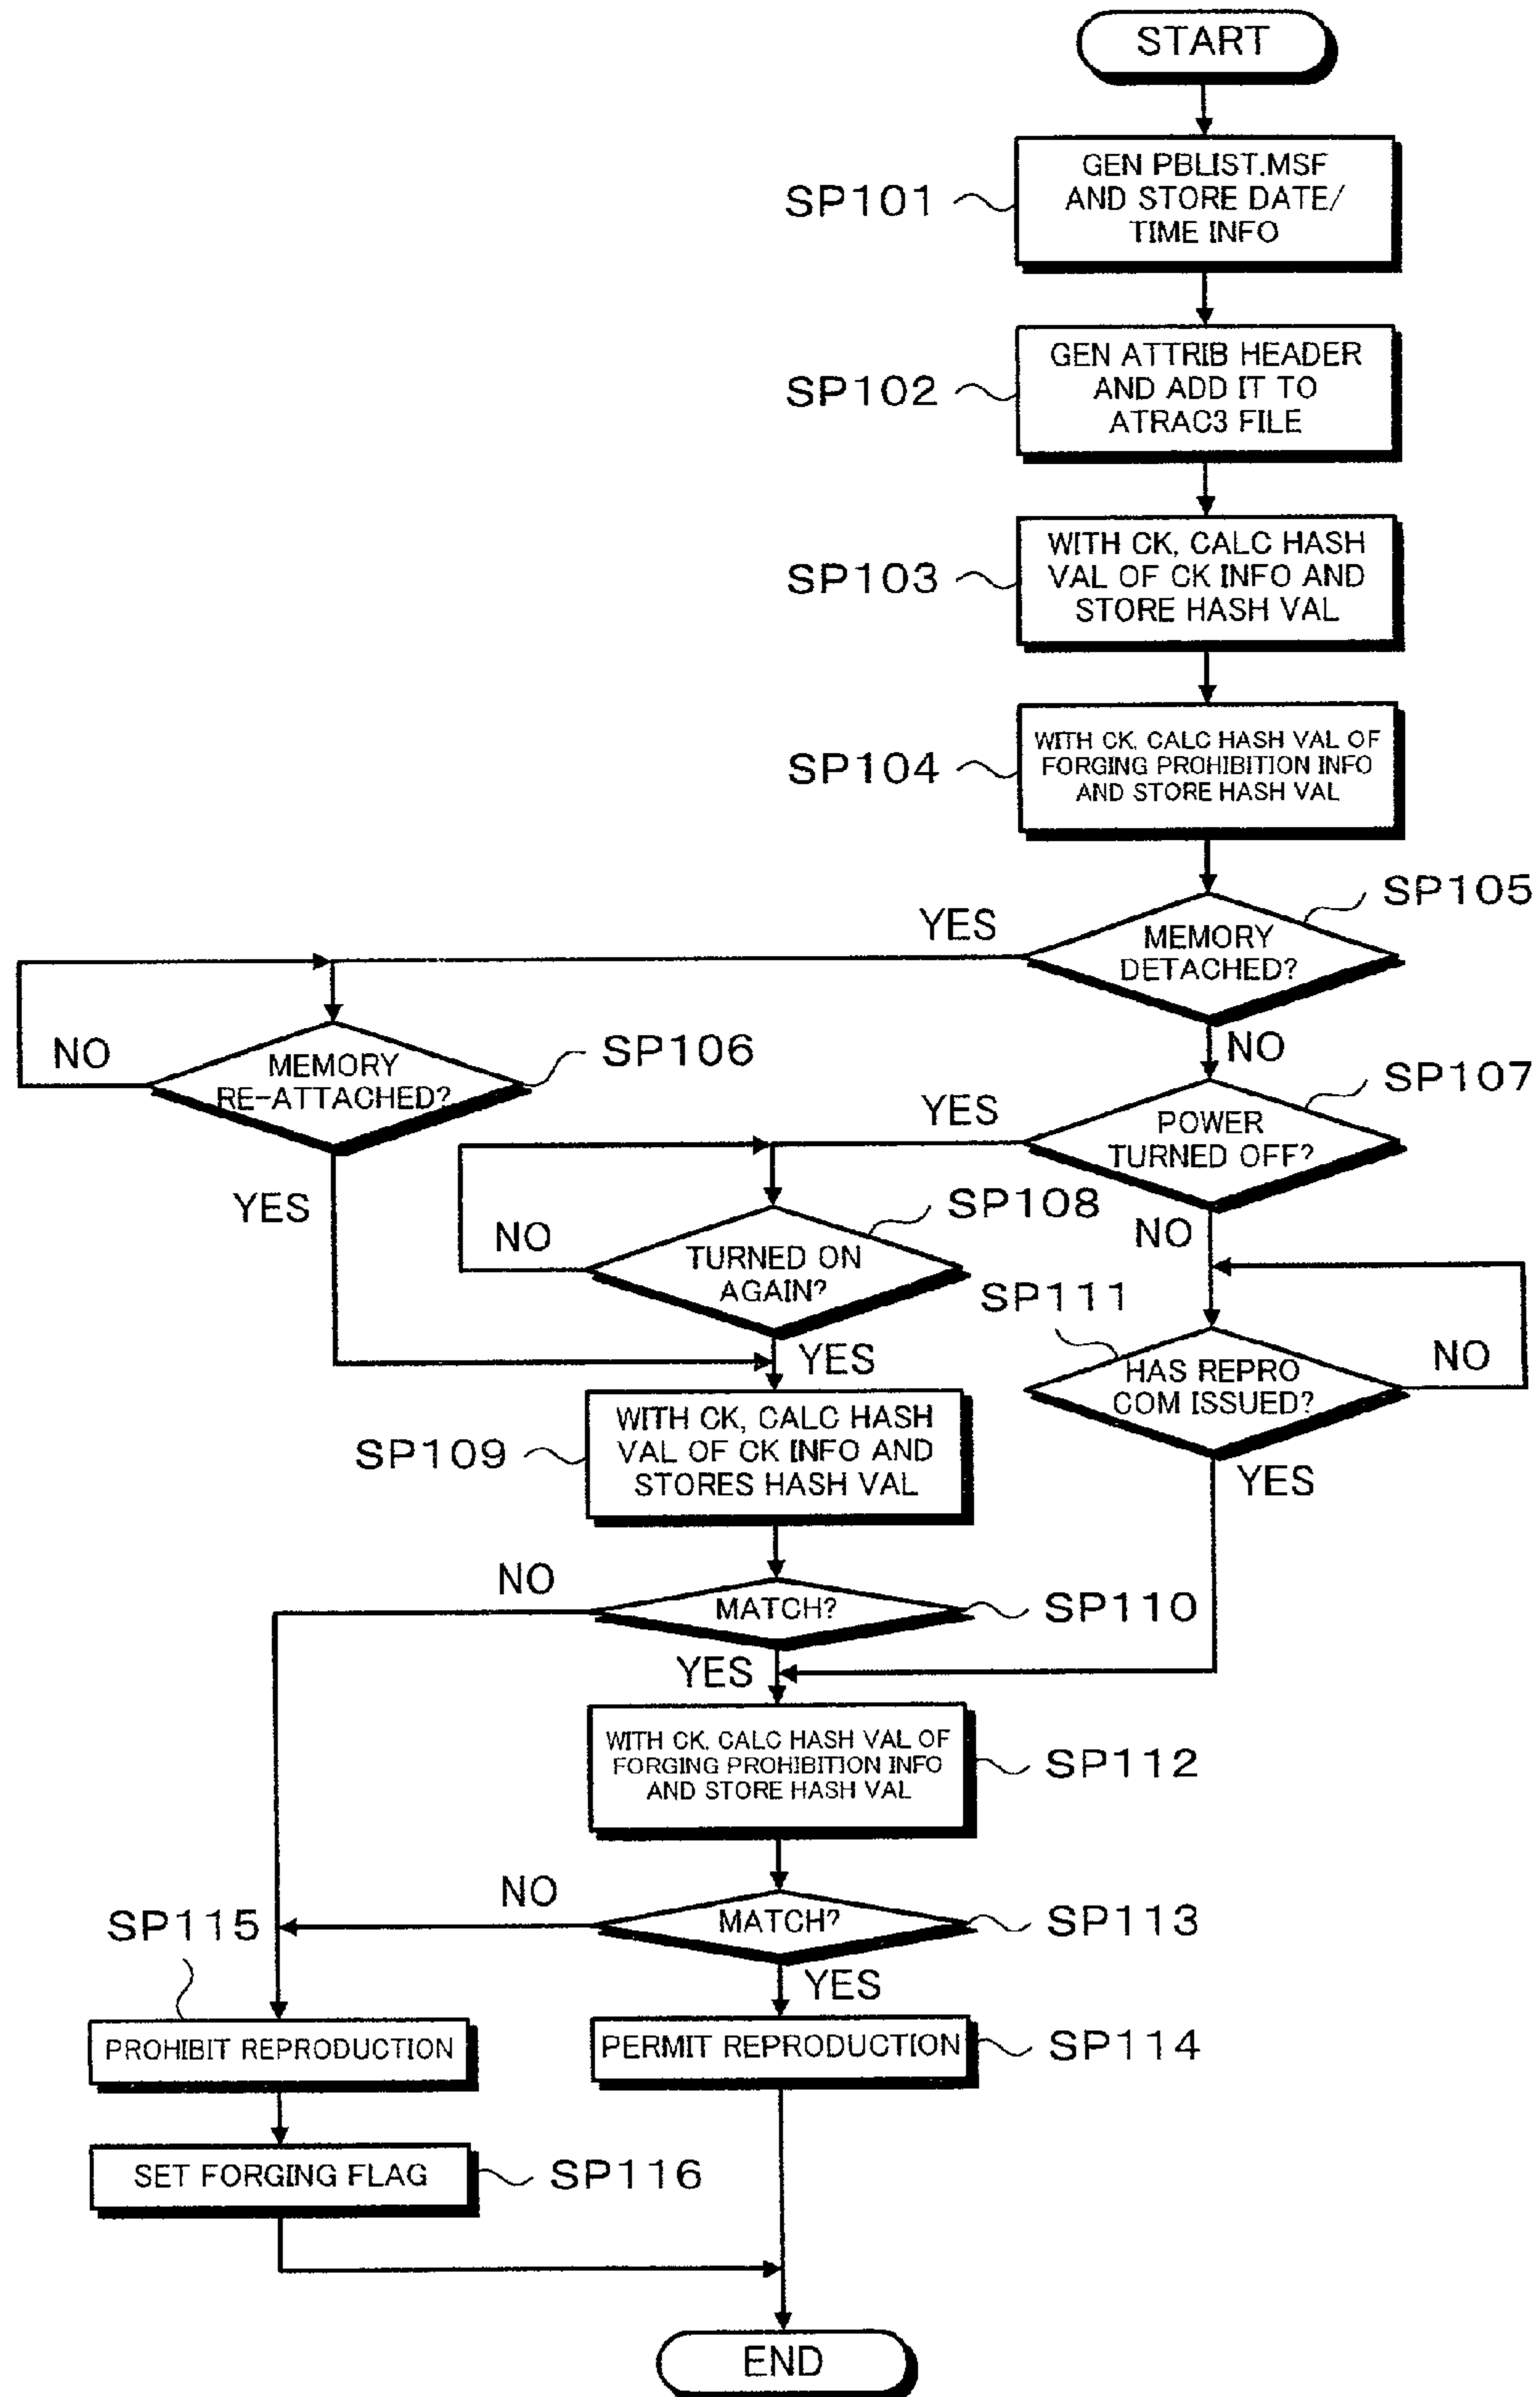 START
SP101
GEN PBLIST.MSF
AND STORE DATE/
TIME INFO
SP102
GEN ATTRIB HEADER
AND ADD IT TO
ATRAC3 FILE
SP103
WITH CK, CALC HASH
VAL OF CK INFO AND
STORE HASH VAL
SP104
WITH CK, CALC HASH VAL OF
FORGING PROHIBITION INFO
AND STORE HASH VAL
SP105
YES
MEMORY
DETACHED?
NO
SP106
NO
MEMORY
RE-ATTACHED?
YES
SP107
YES
POWER
TURNED OFF?
NO
SP108
NO
TURNED ON
AGAIN?
YES
SP111
HAS REPRO
COM ISSUED?
NO
YES
SP109
WITH CK, CALC HASH
VAL OF CK INFO AND
STORES HASH VAL
NO
MATCH?
SP110
YES
WITH CK, CALC HASH VAL OF
FORGING PROHIBITION INFO
AND STORE HASH VAL
SP112
NO
MATCH?
SP113
YES
SP115
PROHIBIT REPRODUCTION
PERMIT REPRODUCTION
SP114
SET FORGING FLAG
SP116
END